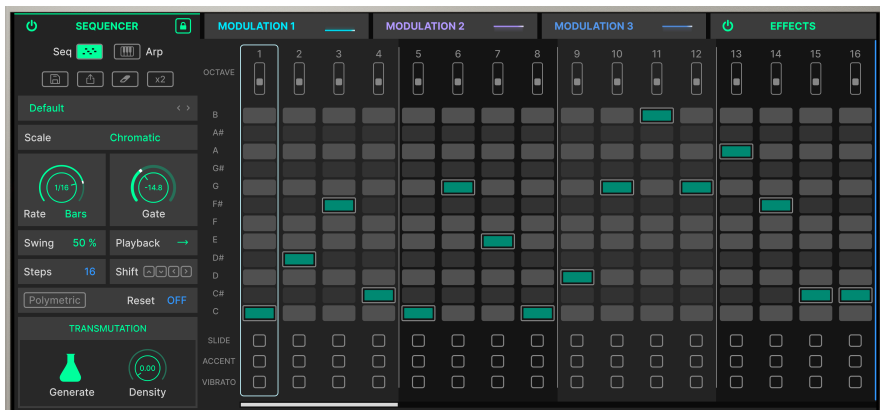 SEQUENCER
MODULATION 1
MODULATION 2
MODULATION 3
EFFECTS
Seq
Arp
x2
Default
Scale
Chromatic
1/16
-14.8
Rate
Bars
Gate
Swing
50 %
Playback
Steps
16
Shift
Polymetric
Reset
OFF
TRANSMUTATION
Generate
0.00
Density
1 2 3 4 5 6 7 8 9 10 11 12 13 14 15 16
OCTAVE
B
A#
A
G#
G
F#
F
E
D#
D
C#
C
SLIDE
ACCENT
VIBRATO